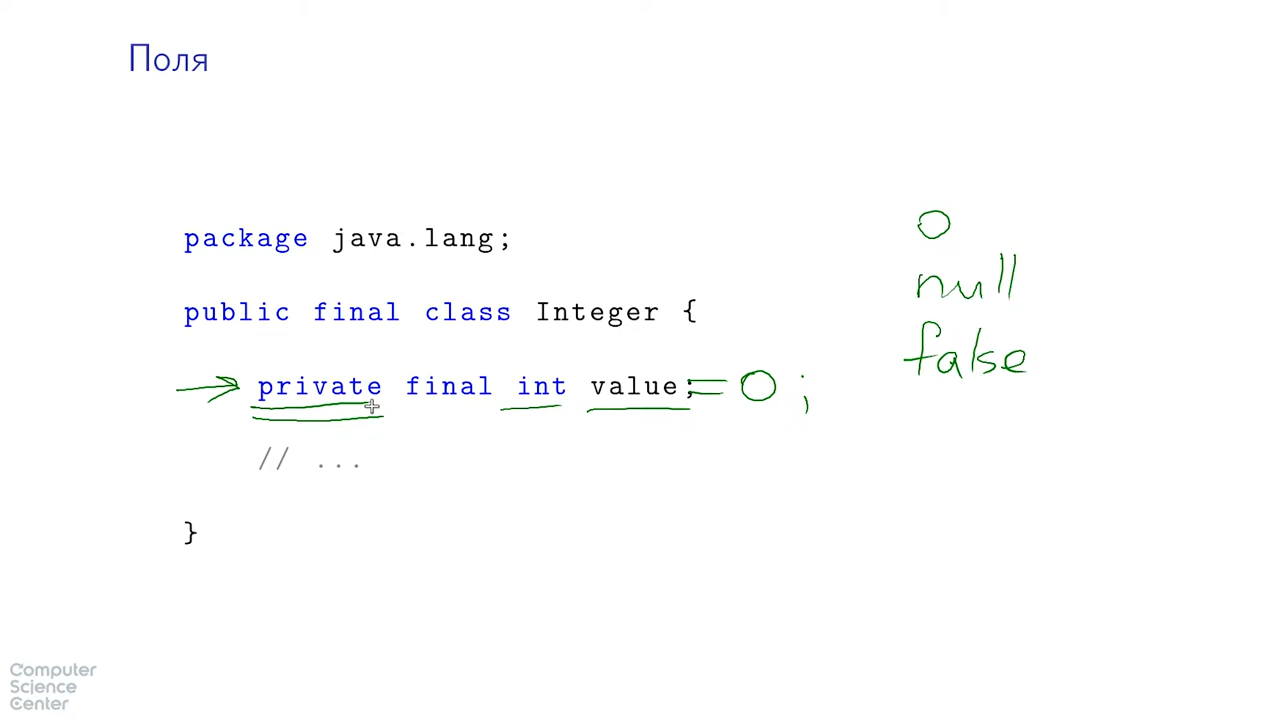 Поля
package java.lang;
0
null
public final class Integer {
false
private final int value; = 0 ;
// ...
}
Computer
Science
Center